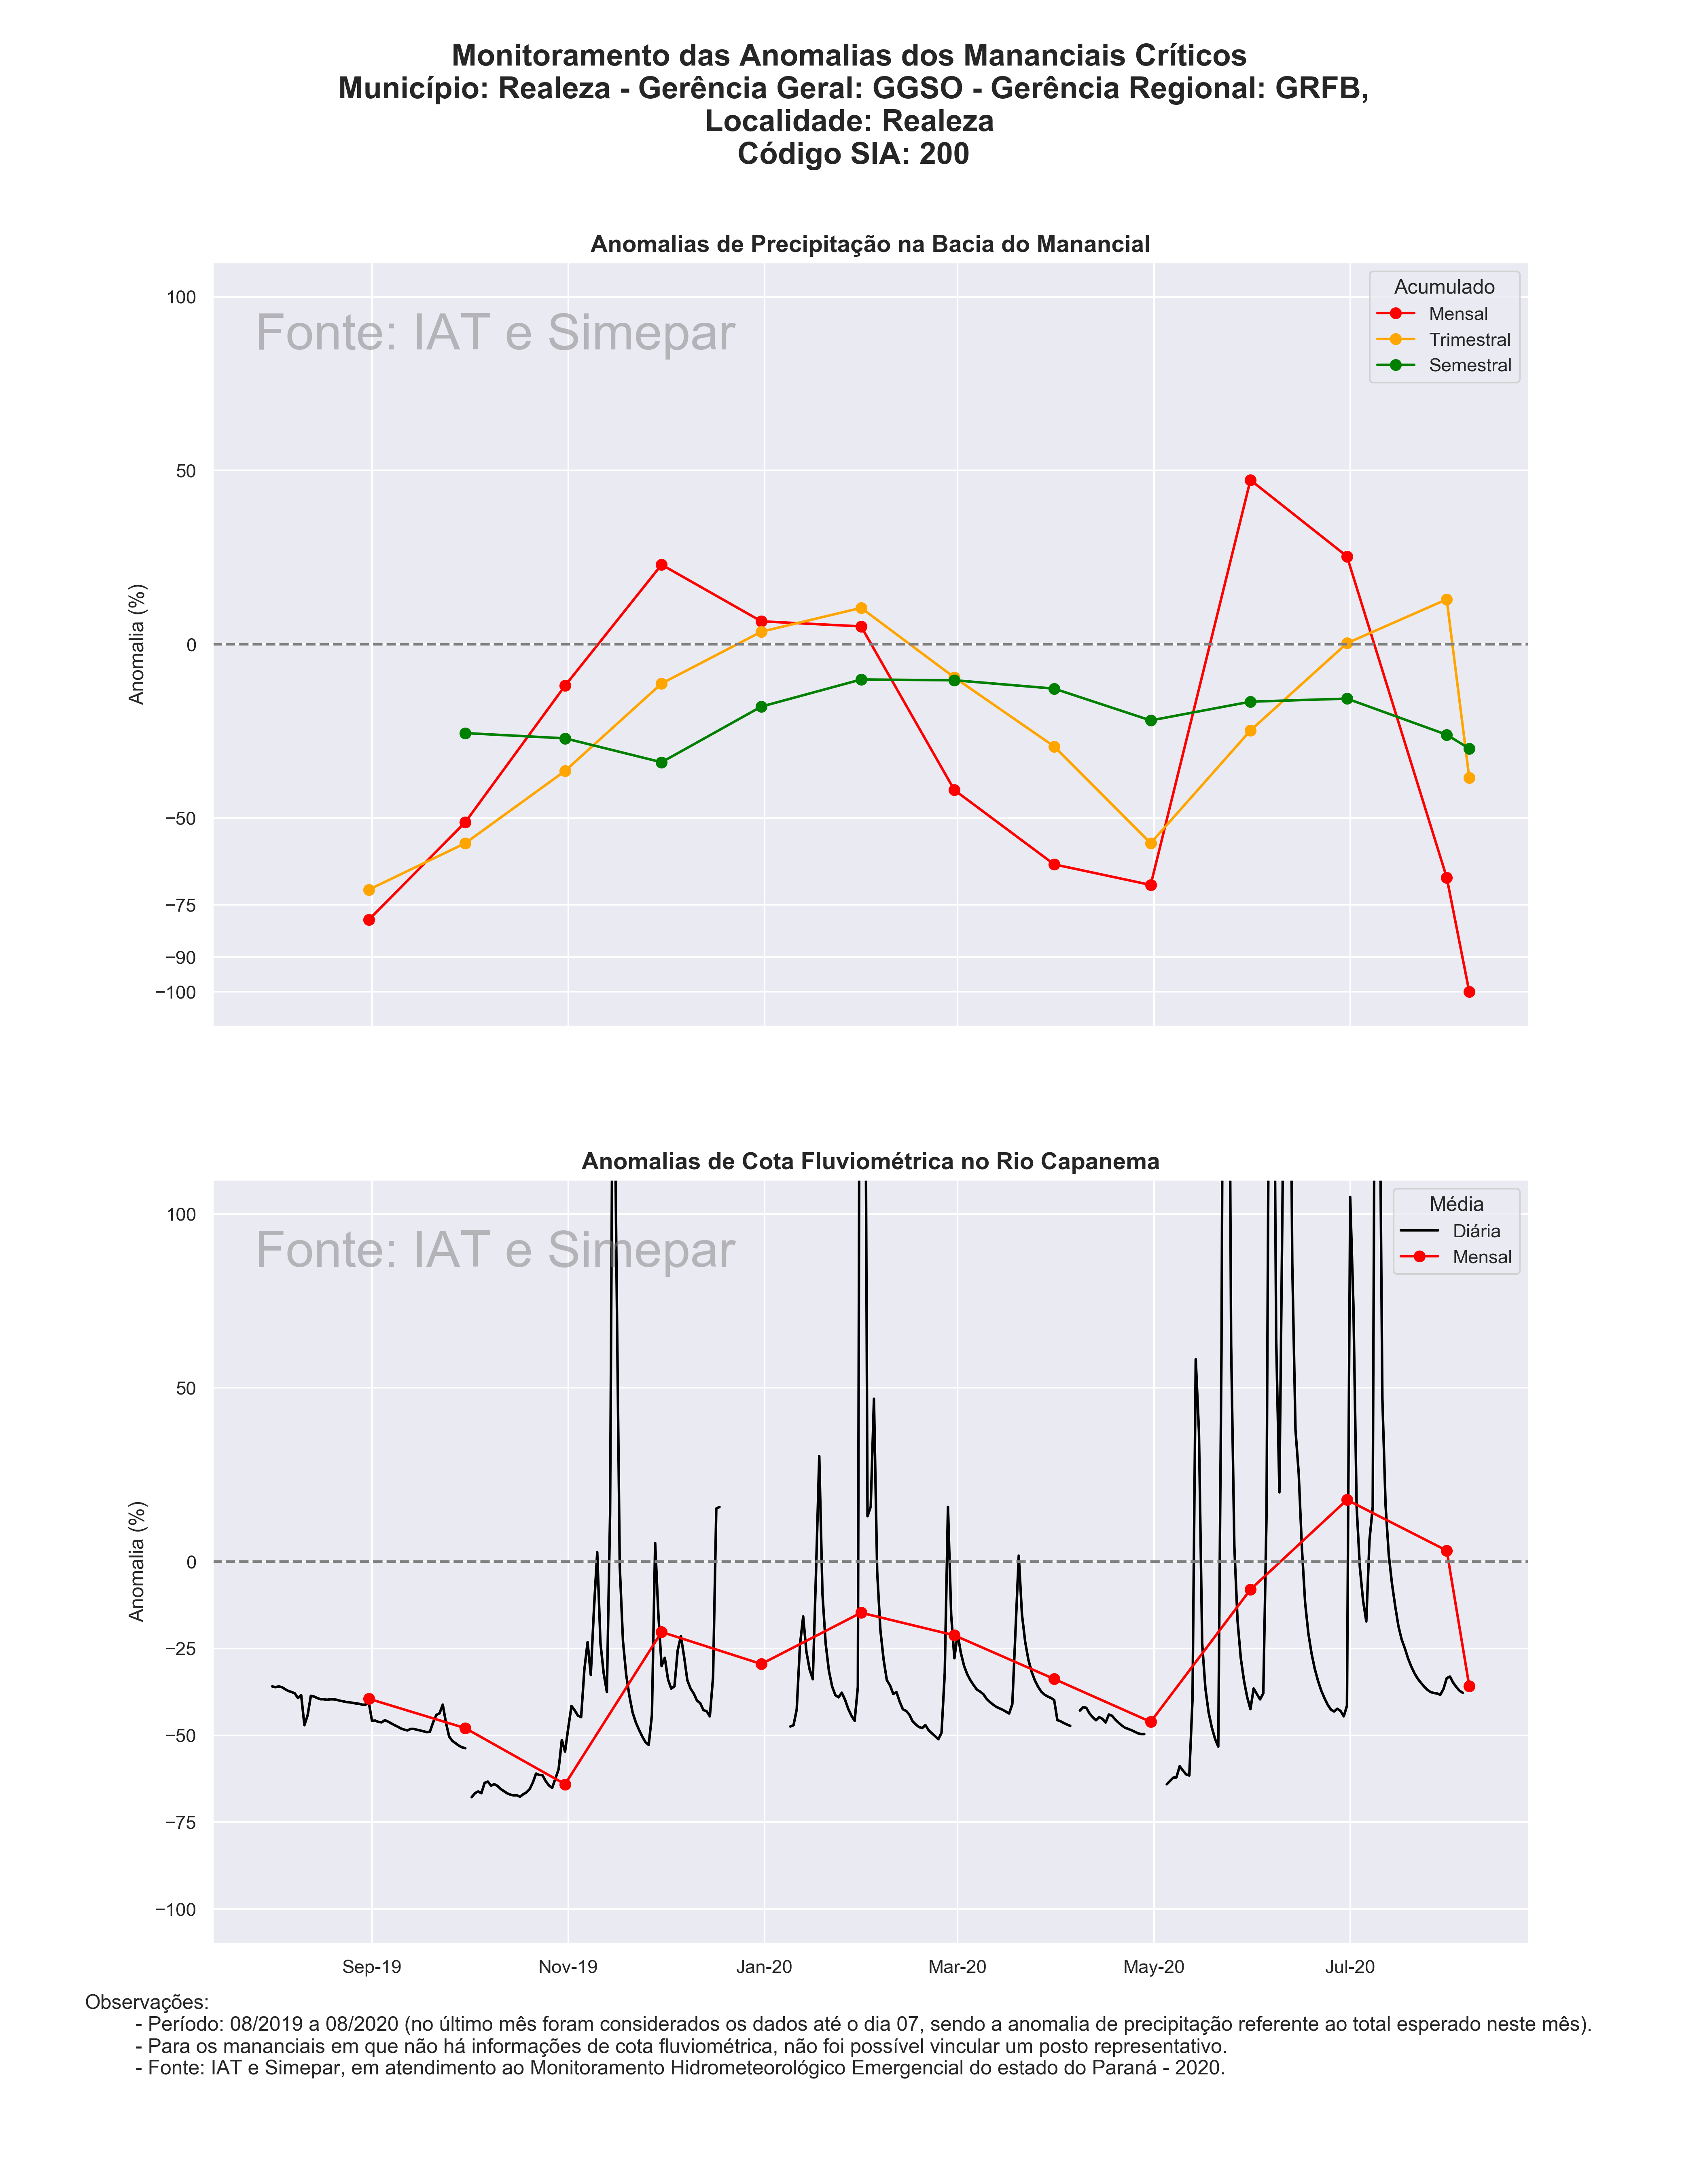 Monitoramento das Anomalias dos Mananciais Críticos
Município: Realeza - Gerência Geral: GGSO - Gerência Regional: GRFB,
Localidade: Realeza
Código SIA: 200
Anomalias de Precipitação na Bacia do Manancial
Fonte: IAT e Simepar
Acumulado
Mensal
Trimestral
Semestral
Anomalia (%)
100
50
0
−50
−75
−90
−100
Anomalias de Cota Fluviométrica no Rio Capanema
Fonte: IAT e Simepar
Média
Diária
Mensal
Anomalia (%)
100
50
0
−25
−50
−75
−100
Sep-19 Nov-19 Jan-20 Mar-20 May-20 Jul-20
Observações:
- Período: 08/2019 a 08/2020 (no último mês foram considerados os dados até o dia 07, sendo a anomalia de precipitação referente ao total esperado neste mês).
- Para os mananciais em que não há informações de cota fluviométrica, não foi possível vincular um posto representativo.
- Fonte: IAT e Simepar, em atendimento ao Monitoramento Hidrometeorológico Emergencial do estado do Paraná - 2020.